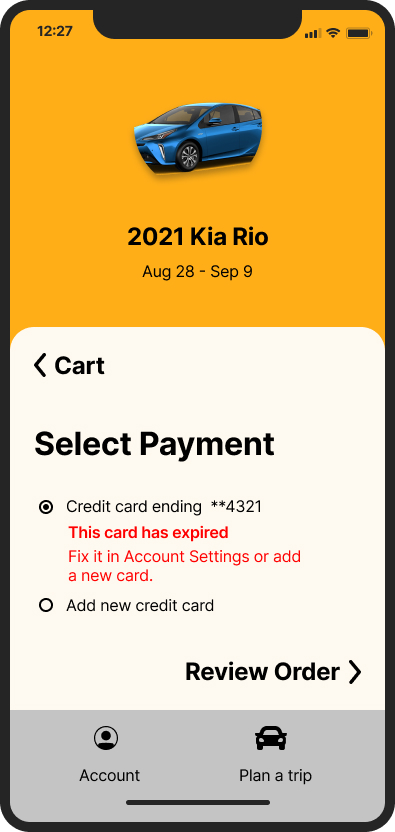 12:27
2021 Kia Rio
Aug 28 - Sep 9
Cart
Select Payment
Credit card ending **4321
This card has expired
Fix it in Account Settings or add
a new card.
Add new credit card
Review Order
Account
Plan a trip